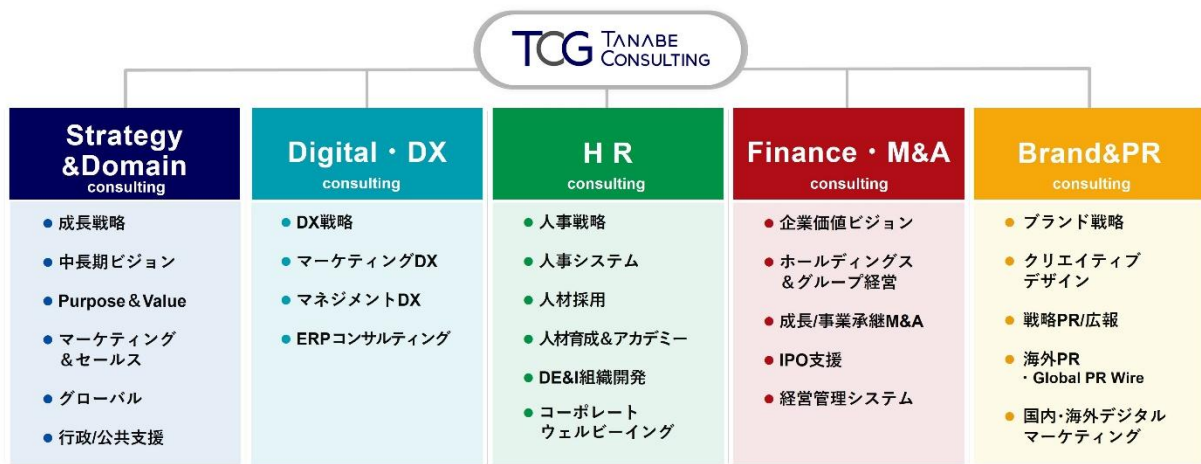 TCG TANABE
CONSULTING
Strategy
&Domain
consulting
● 成長戦略
● 中長期ビジョン
● Purpose&Value
● マーケティング
&セールス
● グローバル
● 行政/公共支援
Digital・DX
consulting
● DX戦略
● マーケティングDX
● マネジメントDX
● ERPコンサルティング
HR
consulting
● 人事戦略
● 人事システム
● 人材採用
● 人材育成&アカデミー
● DE&I組織開発
● コーポレート
ウェルビーイング
Finance・M&A
consulting
● 企業価値ビジョン
● ホールディングス
&グループ経営
● 成長/事業承継M&A
● IPO支援
● 経営管理システム
Brand&PR
consulting
● ブランド戦略
● クリエイティブ
デザイン
● 戦略PR/広報
● 海外PR
・Global PR Wire
● 国内・海外デジタル
マーケティング